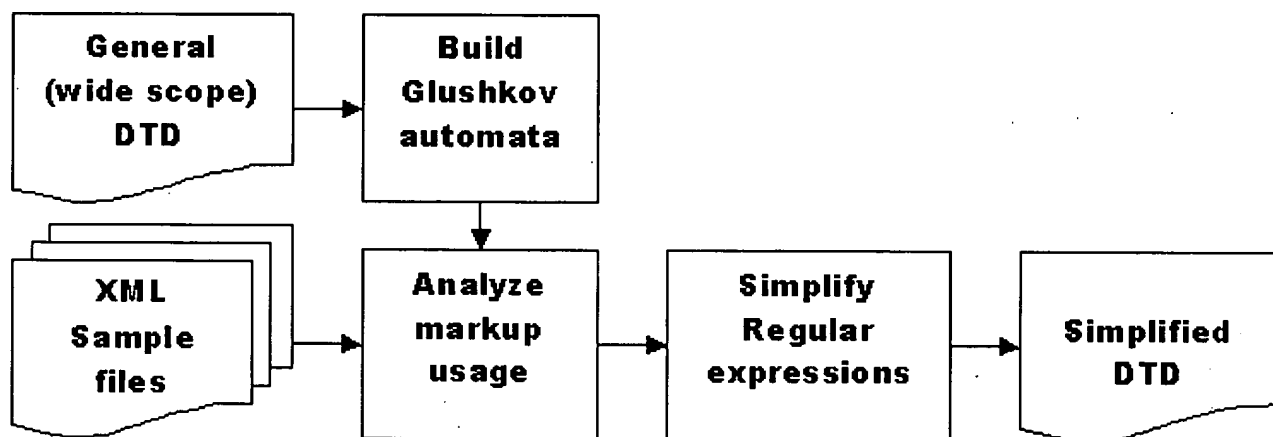 General
(wide scope)
DTD
Build
Glushkov
automata
XML
Sample
files
Analyze
markup
usage
Simplify
Regular
expressions
Simplified
DTD